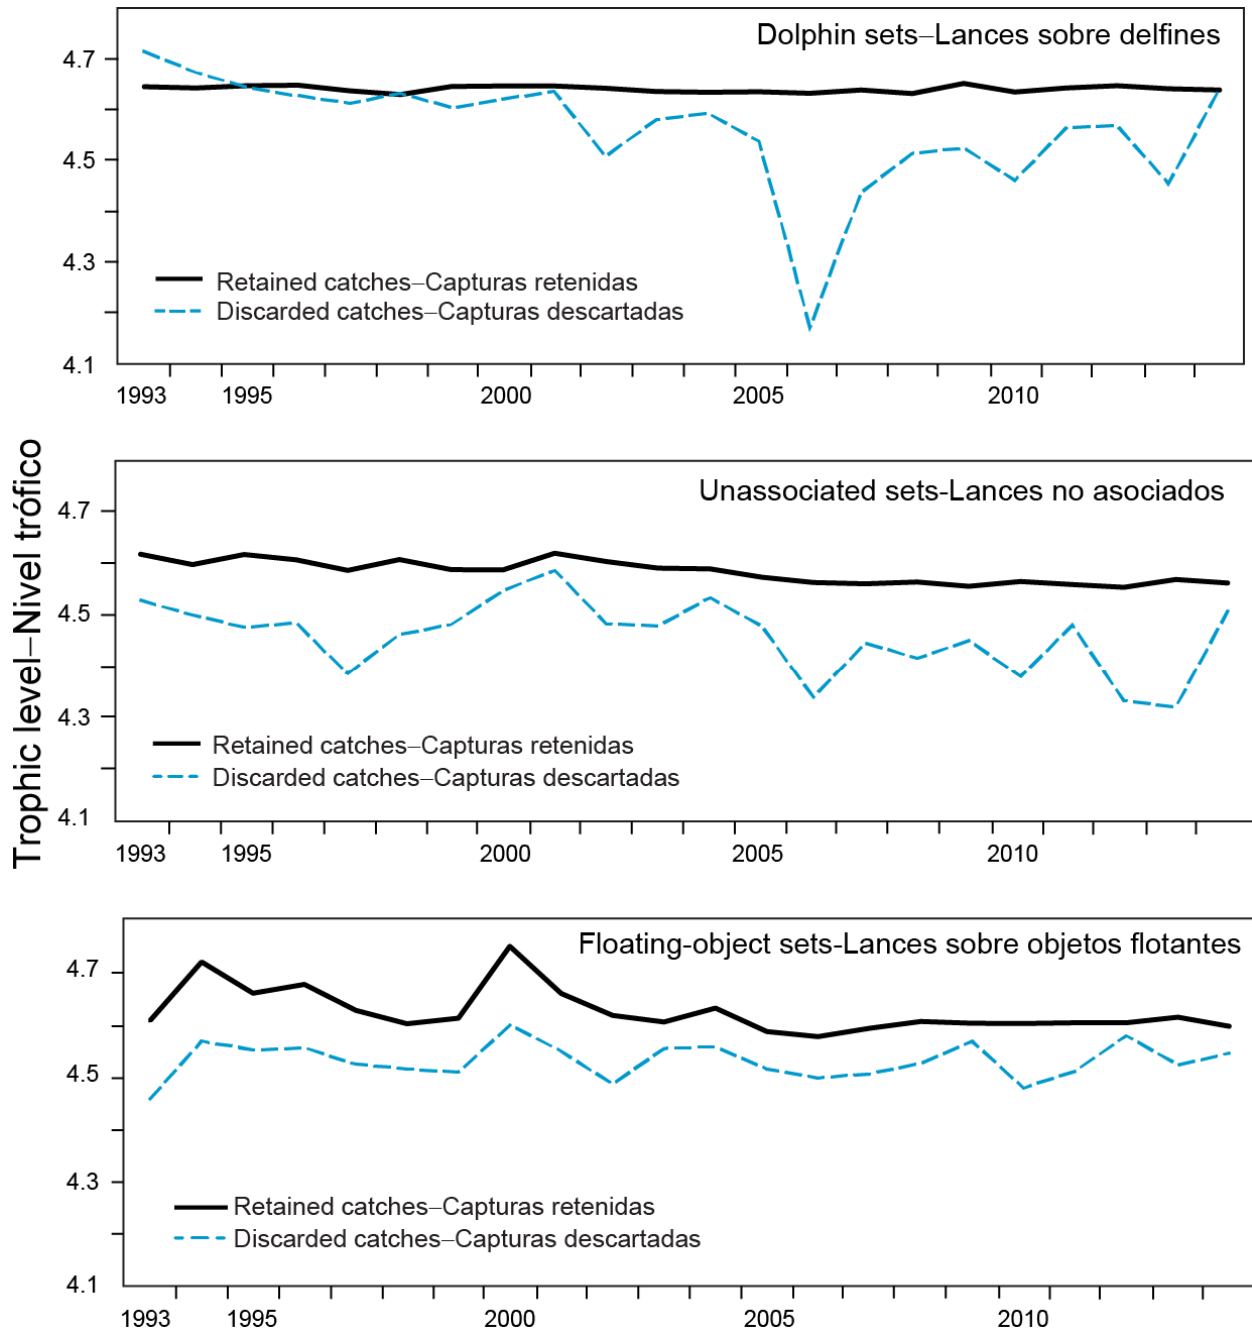 Trophic level–Nivel trófico
Dolphin sets–Lances sobre delfines
4.7
4.5
4.3
4.1
Retained catches–Capturas retenidas
Discarded catches–Capturas descartadas
1993 1995 2000 2005 2010
Unassociated sets-Lances no asociados
4.7
4.5
4.3
4.1
Retained catches–Capturas retenidas
Discarded catches–Capturas descartadas
1993 1995 2000 2005 2010
Floating-object sets-Lances sobre objetos flotantes
4.7
4.5
4.3
4.1
Retained catches–Capturas retenidas
Discarded catches–Capturas descartadas
1993 1995 2000 2005 2010